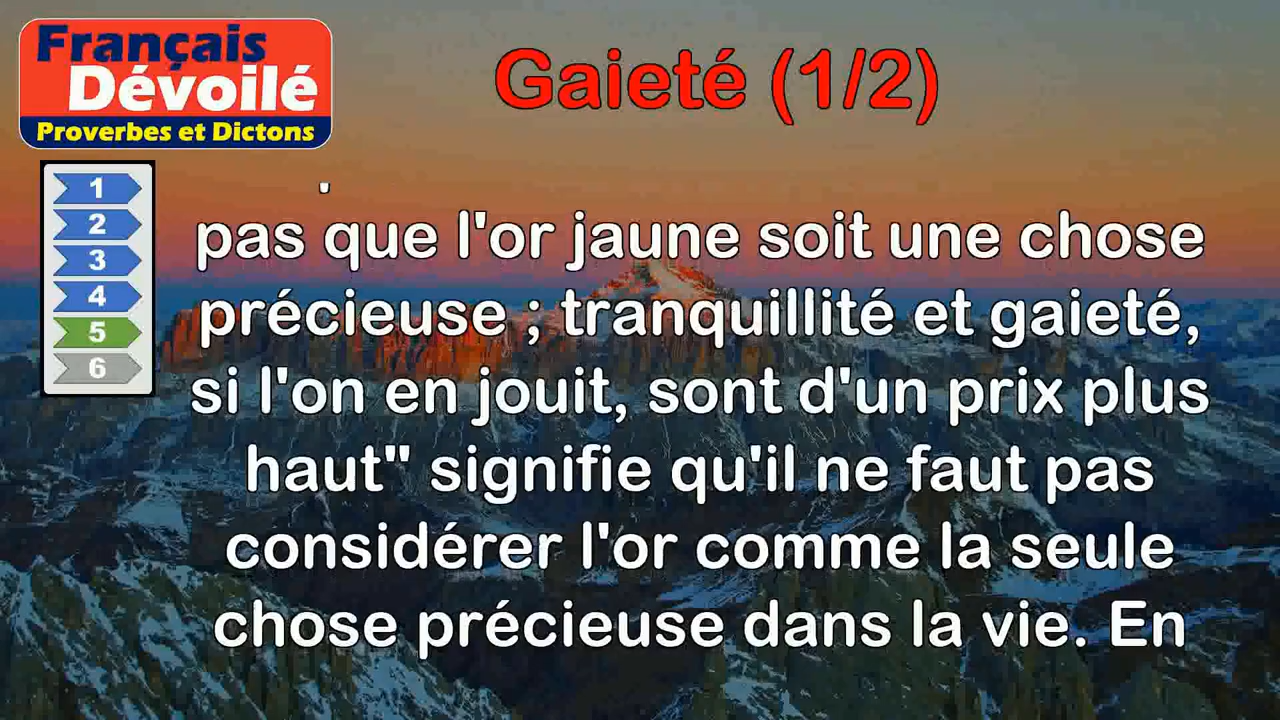 Français
Dévoilé
Proverbes et Dictons
Gaieté (1/2)
1
2
3
4
5
6
pas que l'or jaune soit une chose
précieuse ; tranquillité et gaieté,
si l'on en jouit, sont d'un prix plus
haut" signifie qu'il ne faut pas
considérer l'or comme la seule
chose précieuse dans la vie. En